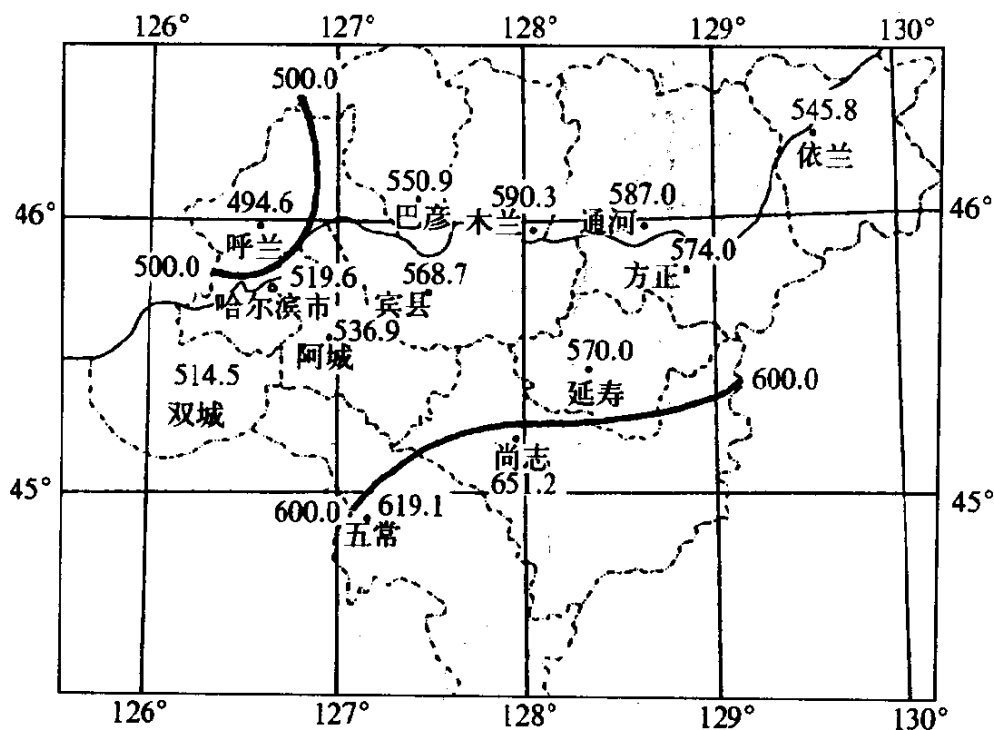 126° 127° 128° 129° 130°
500.0
545.8
依兰
550.9 590.3 587.0
494.6
46° 巴彦 木兰 通河 46°
呼兰
574.0
500.0 519.6 568.7 方正
哈尔滨市 宾县
536.9
阿城 570.0
514.5 延寿 600.0
双城
尚志
45° 651.2 45°
600.0 619.1
五常
126° 127° 128° 129° 130°